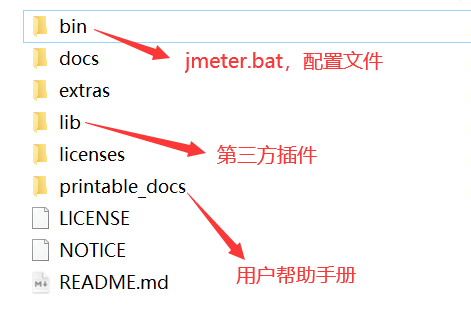 bin
docs
jmeter.bat，配置文件
extras
lib
licenses
第三方插件
printable_docs
LICENSE
NOTICE
用户帮助手册
README.md